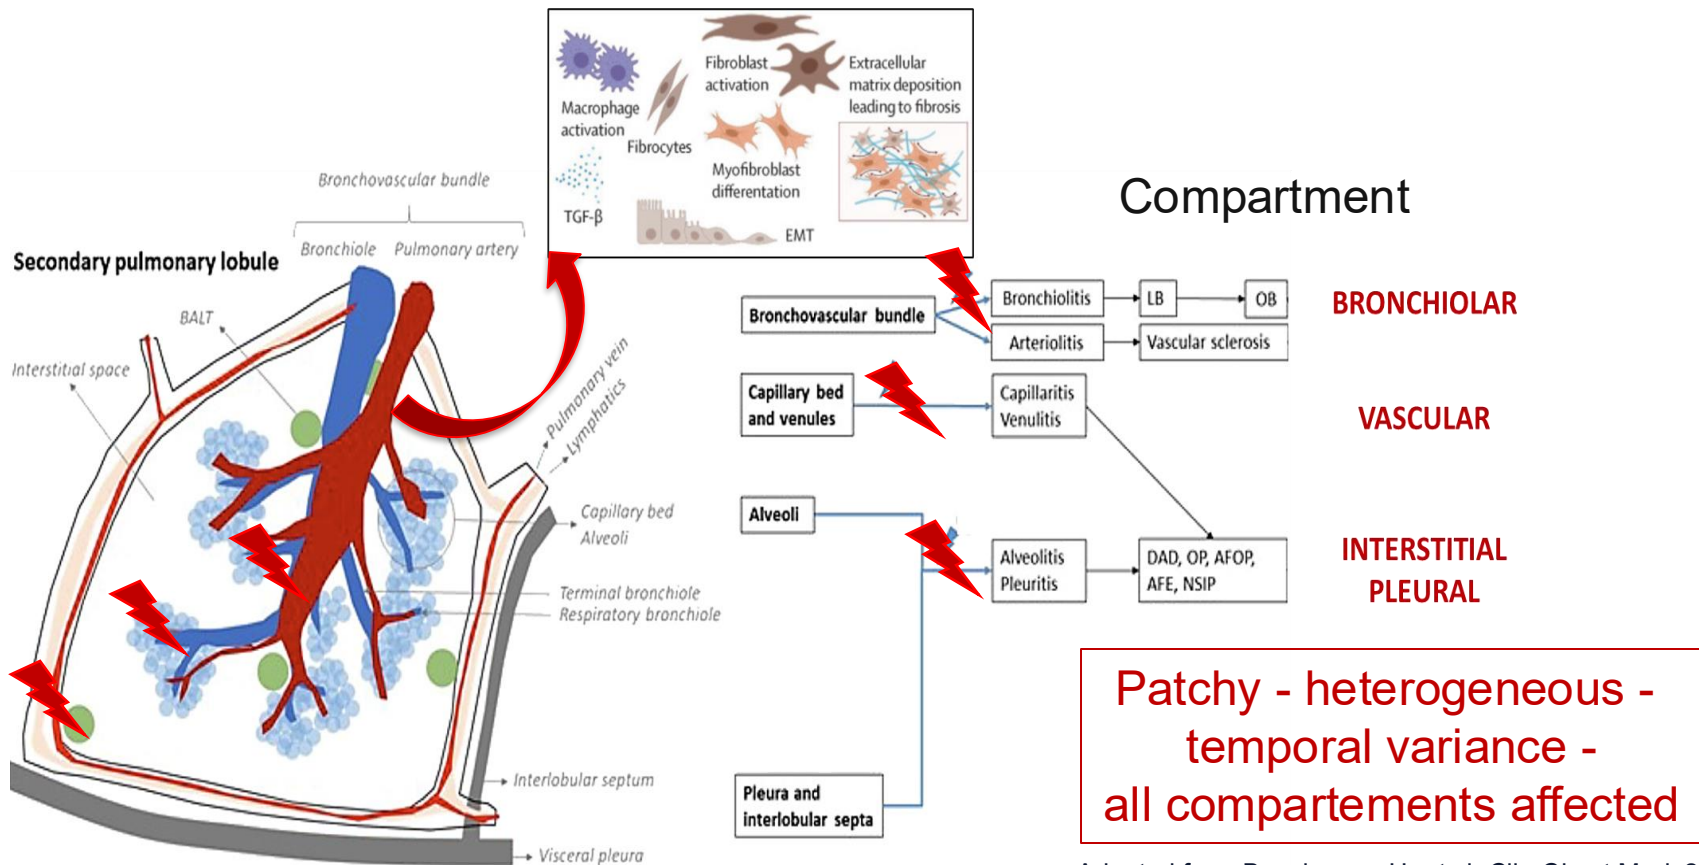 Macrophage
activation
Fibrocytes
Fibroblast
activation
Extracellular
matrix deposition
leading to fibrosis
Myofibroblast
differentation
TGF-β
EMT
Bronchovascular bundle
Bronchiole
Pulmonary artery
Secondary pulmonary lobule
BALT
Interstitial space
Pulmonary vein
Lymphatics
Capillary bed
Alveoli
Terminal bronchiole
Respiratory bronchiole
Interlobular septum
Visceral pleura
Compartment
Bronchovascular bundle
Bronchiolitis
LB
OB
BRONCHIOLAR
Arteriolitis
Vascular sclerosis
Capillary bed
and venules
Capillaritis
Venulitis
VASCULAR
Alveoli
Alveolitis
Pleuritis
DAD, OP, AFOP,
AFE, NSIP
INTERSTITIAL
PLEURAL
Pleura and
interlobular septa
Patchy - heterogeneous -
temporal variance -
all compartements affected